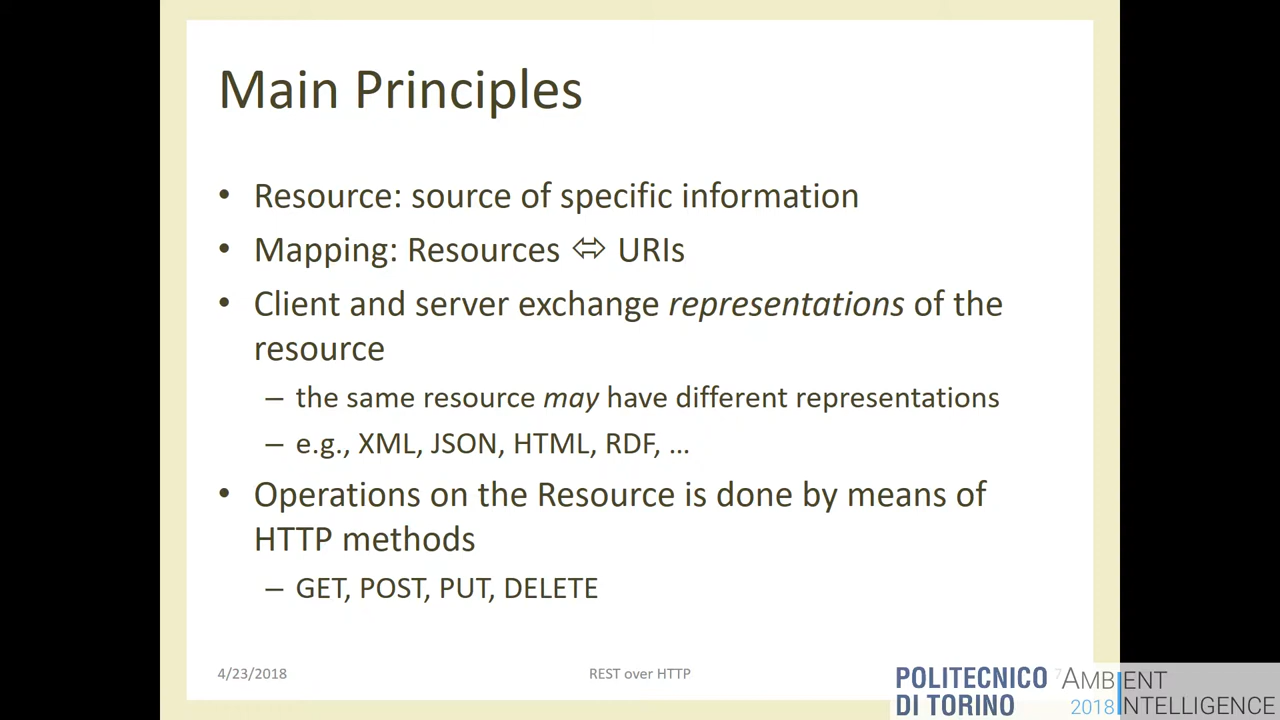 Main Principles
• Resource: source of specific information
• Mapping: Resources ⬄ URIs
• Client and server exchange representations of the
resource
– the same resource may have different representations
– e.g., XML, JSON, HTML, RDF, …
• Operations on the Resource is done by means of
HTTP methods
– GET, POST, PUT, DELETE
4/23/2018
REST over HTTP
7
POLITECNICO
DI TORINO
AMBIENT
2018 INTELLIGENCE